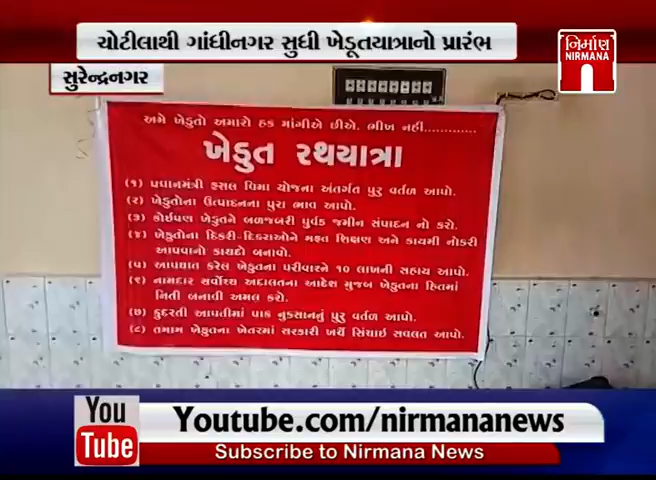 ચોટીલાથી ગાંધીનગર સુધી ખેડૂતયાત્રાનો પ્રારંભ
નિર્માણ
NIRMANA
સુરેન્દ્રનગર
અમે ખેડુતો અમારો હક માંગીએ છીએ. ભીખ નહીં.............
ખેડુત રથયાત્રા
(૧) પ્રધાનમંત્રી ફસલ વિમા યોજના અંતર્ગત પુરૂ વર્તળ આપો.
(૨) ખેડુતોના ઉત્પાદનના પુરા ભાવ આપો.
(૩) કોઈપણ ખેડુતને બળજબરી પુર્વક જમીન સંપાદન નો કરો.
(૪) ખેડુતોના દિકરી-દિકરાઓને મફત શિક્ષણ અને કાયમી નોકરી
આપવાનો કાયદો બનાવો.
(૫) આપઘાત કરેલ ખેડુતના પરીવારને ૧૦ લાખની સહાય આપો.
(૬) નામદાર સર્વોચ્ચ અદાલતના આદેશ મુજબ ખેડુતના હિતમાં
નિતી બનાવી અમલ કરો.
(૭) કુદરતી આપતીમાં પાક નુકસાનનું પુરૂ વર્તળ આપો.
(૮) તમામ ખેડુતના ખેતરમાં સરકારી ખર્ચે સિંચાઇ સવલત આપો.
You
Tube
Youtube.com/nirmananews
Subscribe to Nirmana News